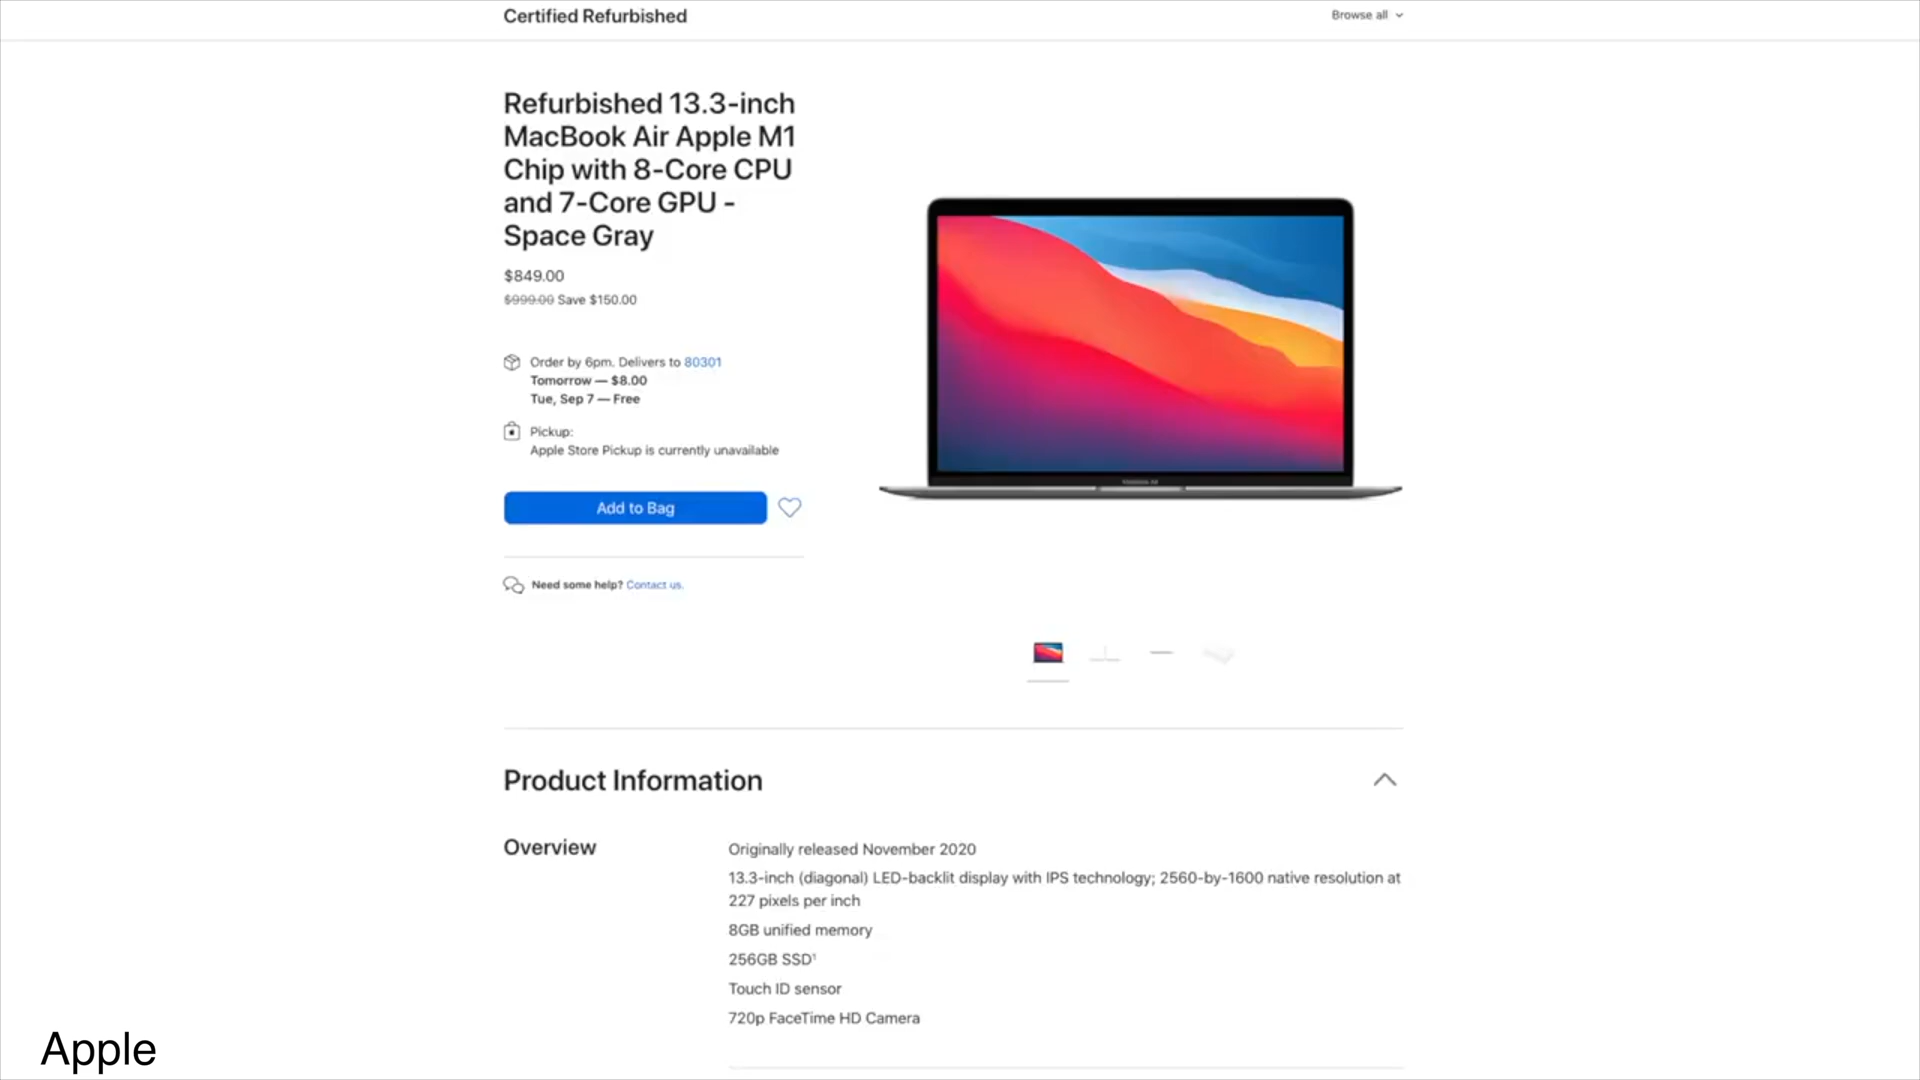 Certified Refurbished
Browse all
Refurbished 13.3-inch
MacBook Air Apple M1
Chip with 8-Core CPU
and 7-Core GPU -
Space Gray
$849.00
$999.00 Save $150.00
Order by 6pm. Delivers to 80301
Tomorrow — $8.00
Tue, Sep 7 — Free
Pickup:
Apple Store Pickup is currently unavailable
Add to Bag
Need some help? Contact us.
Product Information
Overview
Originally released November 2020
13.3-inch (diagonal) LED-backlit display with IPS technology; 2560-by-1600 native resolution at
227 pixels per inch
8GB unified memory
256GB SSD¹
Touch ID sensor
720p FaceTime HD Camera
Apple